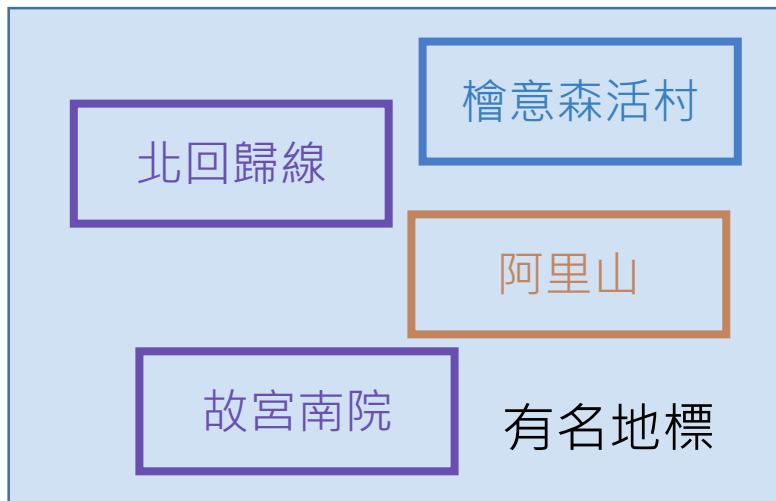 檜意森活村
北回歸線
阿里山
故宮南院
有名地標